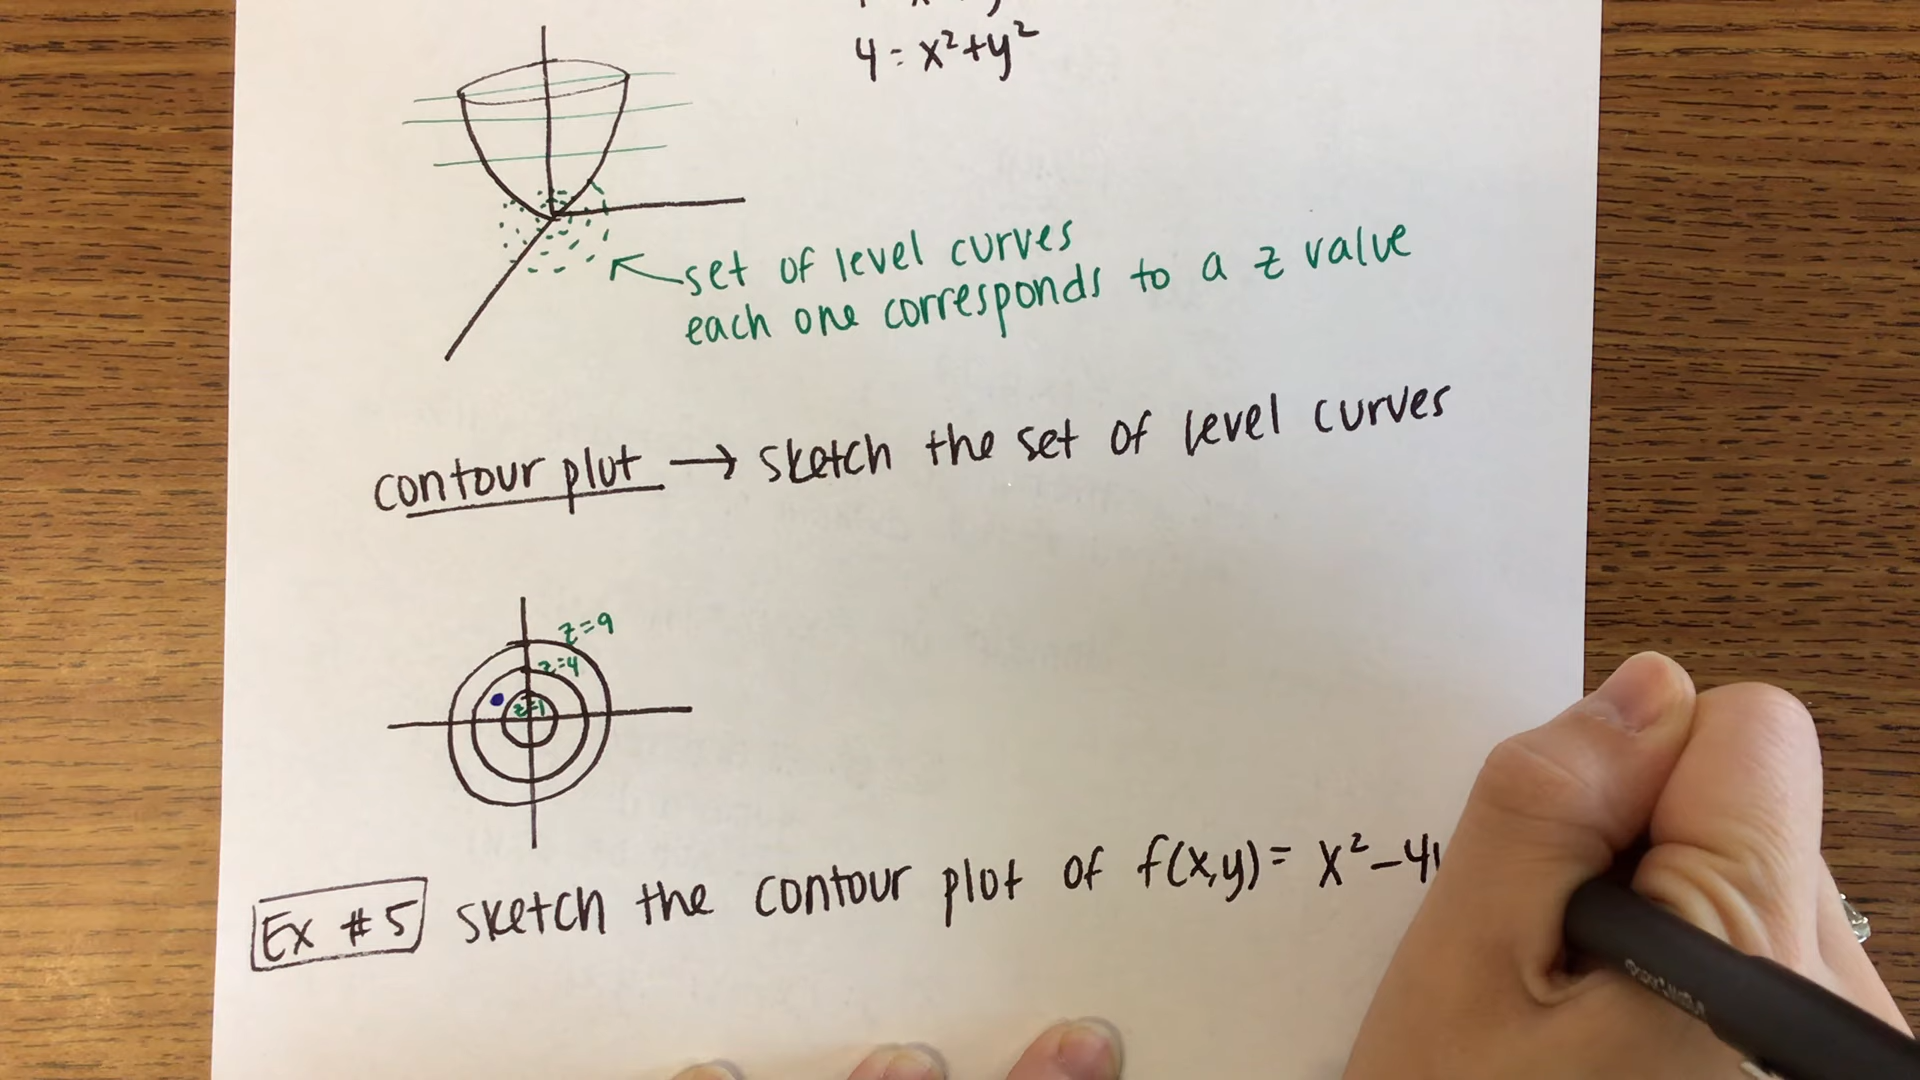 4 = x²+y²
set of level curves
each one corresponds to a z value
contour plot → sketch the set of level curves
z=9
z=4
z=1
Ex #5 sketch the contour plot of f(x,y) = x²-4